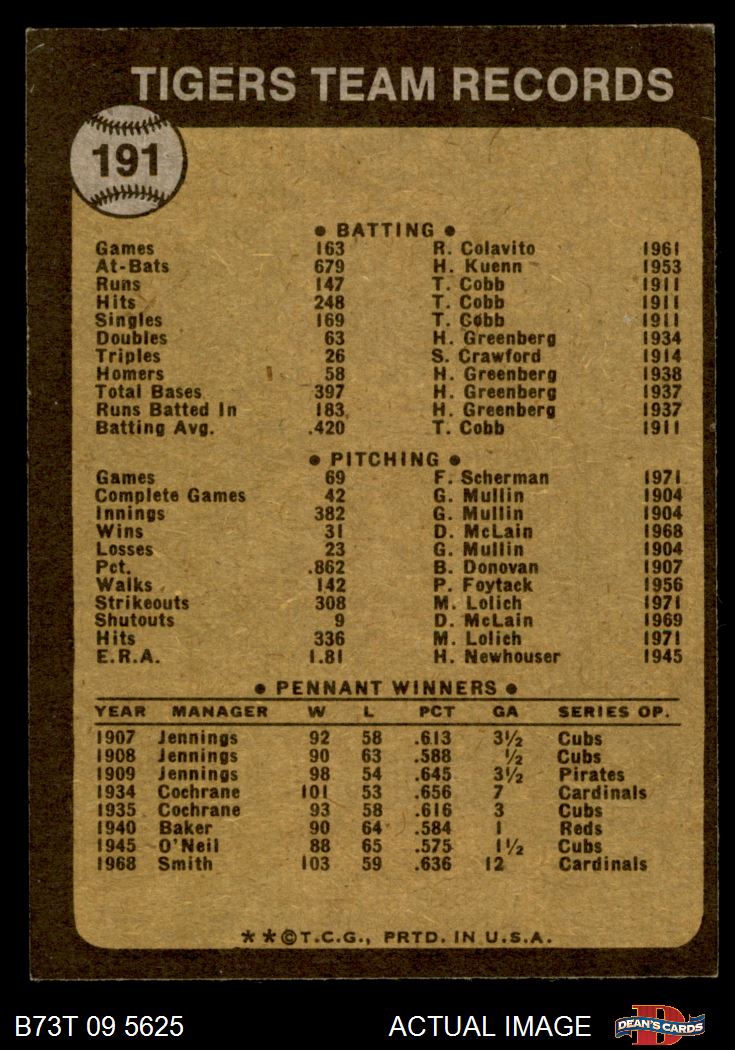 TIGERS TEAM RECORDS
191
● BATTING ●
Games 163 R. Colavito 1961
At-Bats 679 H. Kuenn 1953
Runs 147 T. Cobb 1911
Hits 248 T. Cobb 1911
Singles 169 T. Cobb 1911
Doubles 63 H. Greenberg 1934
Triples 26 S. Crawford 1914
Homers 58 H. Greenberg 1938
Total Bases 397 H. Greenberg 1937
Runs Batted In 183 H. Greenberg 1937
Batting Avg. .420 T. Cobb 1911
● PITCHING ●
Games 69 F. Scherman 1971
Complete Games 42 G. Mullin 1904
Innings 382 G. Mullin 1904
Wins 31 D. McLain 1968
Losses 23 G. Mullin 1904
Pct. .862 B. Donovan 1907
Walks 142 P. Foytack 1956
Strikeouts 308 M. Lolich 1971
Shutouts 9 D. McLain 1969
Hits 336 M. Lolich 1971
E.R.A. 1.81 H. Newhouser 1945
● PENNANT WINNERS ●
YEAR MANAGER W L PCT GA SERIES OP.
1907 Jennings 92 58 .613 3½ Cubs
1908 Jennings 90 63 .588 ½ Cubs
1909 Jennings 98 54 .645 3½ Pirates
1934 Cochrane 101 53 .656 7 Cardinals
1935 Cochrane 93 58 .616 3 Cubs
1940 Baker 90 64 .584 1 Reds
1945 O'Neil 88 65 .575 1½ Cubs
1968 Smith 103 59 .636 12 Cardinals
★★©T.C.G., PRTD. IN U.S.A.
B73T 09 5625 ACTUAL IMAGE DEAN'S CARDS